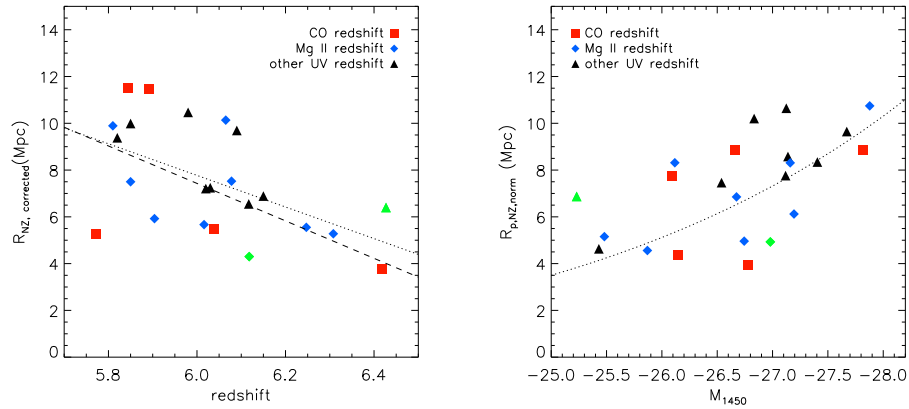 14
12
10
8
6
4
2
0
R_NZ, corrected (Mpc)
CO redshift
Mg II redshift
other UV redshift
5.8
6.0
6.2
6.4
redshift
14
12
10
8
6
4
2
0
R_p,NZ,norm (Mpc)
CO redshift
Mg II redshift
other UV redshift
-25.0
-25.5
-26.0
-26.5
-27.0
-27.5
-28.0
M_1450